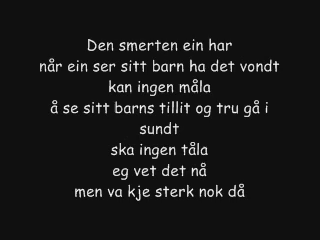 Den smerten ein har
når ein ser sitt barn ha det vondt
kan ingen måla
å se sitt barns tillit og tru gå i
sundt
ska ingen tåla
eg vet det nå
men va kje sterk nok då